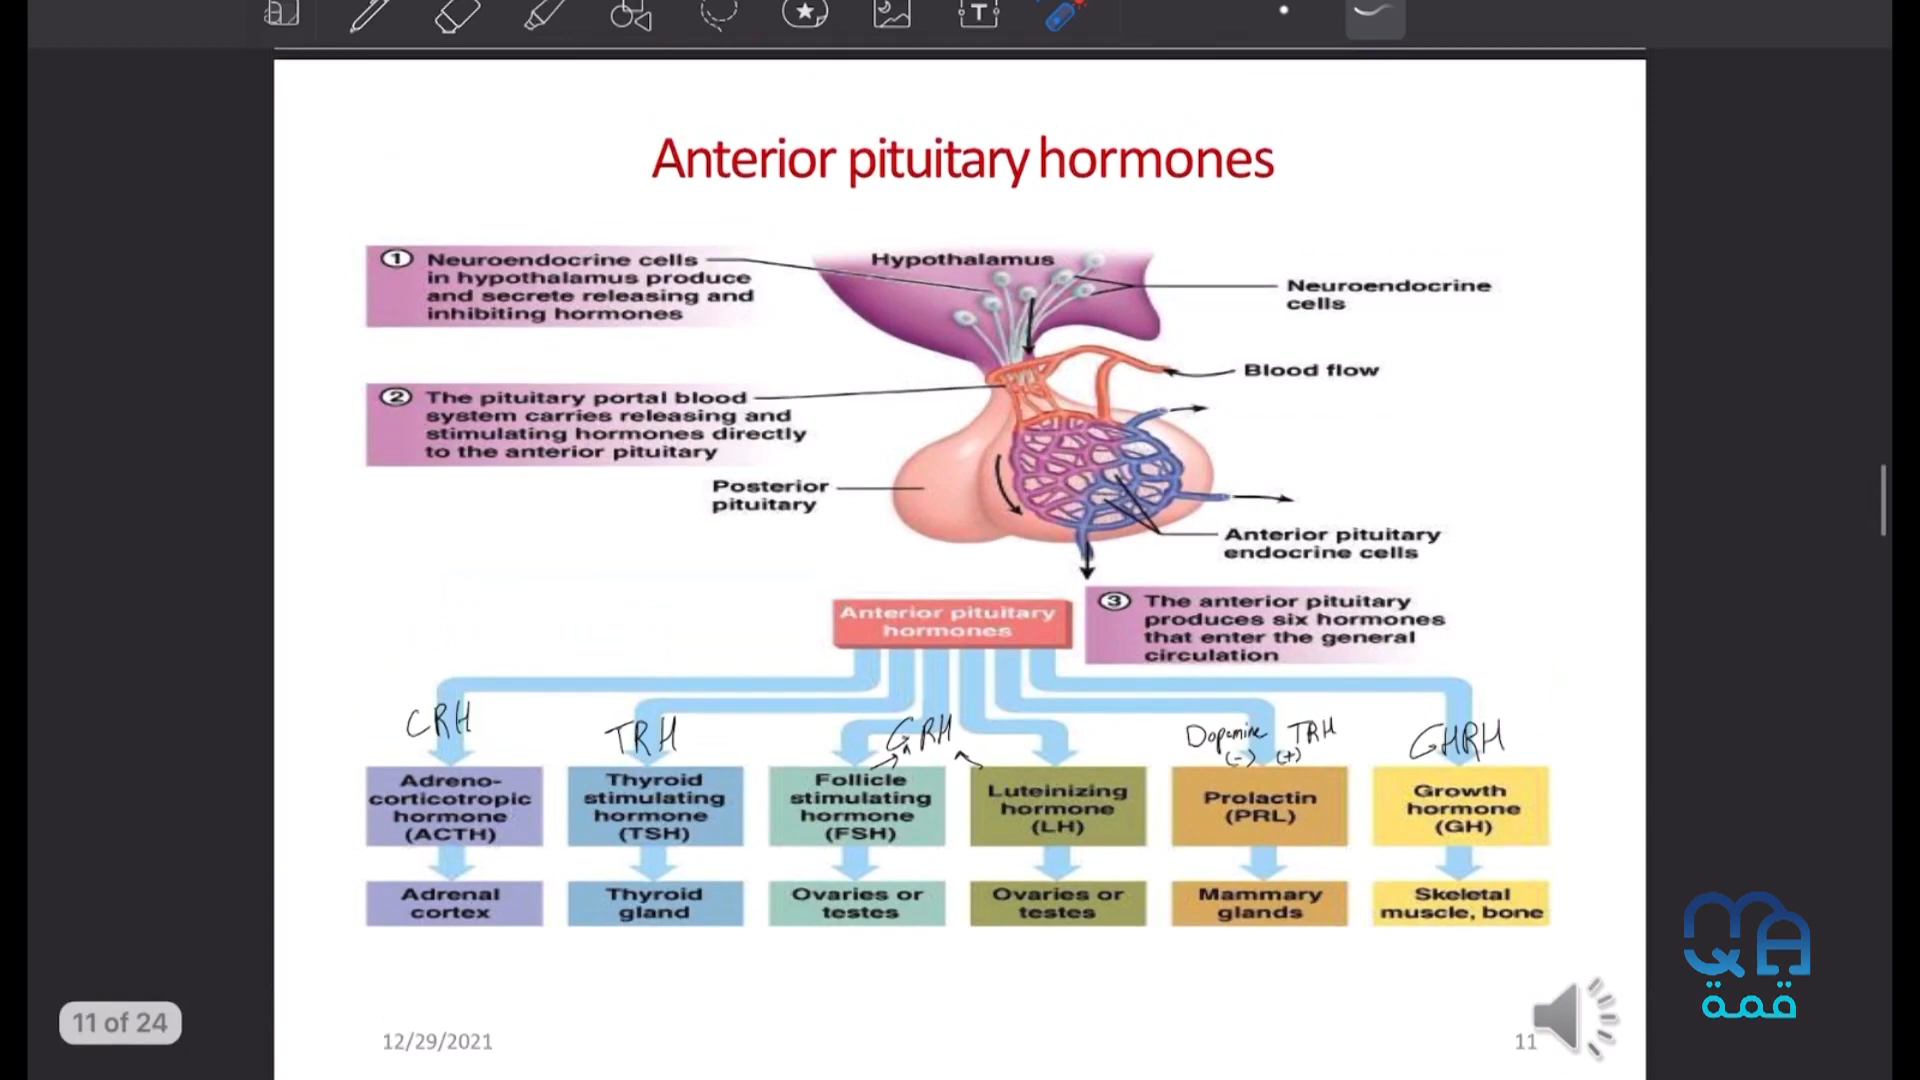 T
Anterior pituitary hormones
1 Neuroendocrine cells
in hypothalamus produce
and secrete releasing and
inhibiting hormones
Hypothalamus
Neuroendocrine
cells
Blood flow
2 The pituitary portal blood
system carries releasing and
stimulating hormones directly
to the anterior pituitary
Posterior
pituitary
Anterior pituitary
endocrine cells
Anterior pituitary
hormones
3 The anterior pituitary
produces six hormones
that enter the general
circulation
CRH
TRH
GRH
Dopamine TRH
(-) (+)
GHRH
Adreno-
corticotropic
hormone
(ACTH)
Thyroid
stimulating
hormone
(TSH)
Follicle
stimulating
hormone
(FSH)
Luteinizing
hormone
(LH)
Prolactin
(PRL)
Growth
hormone
(GH)
Adrenal
cortex
Thyroid
gland
Ovaries or
testes
Ovaries or
testes
Mammary
glands
Skeletal
muscle, bone
11 of 24
12/29/2021
11
QMA
قمة